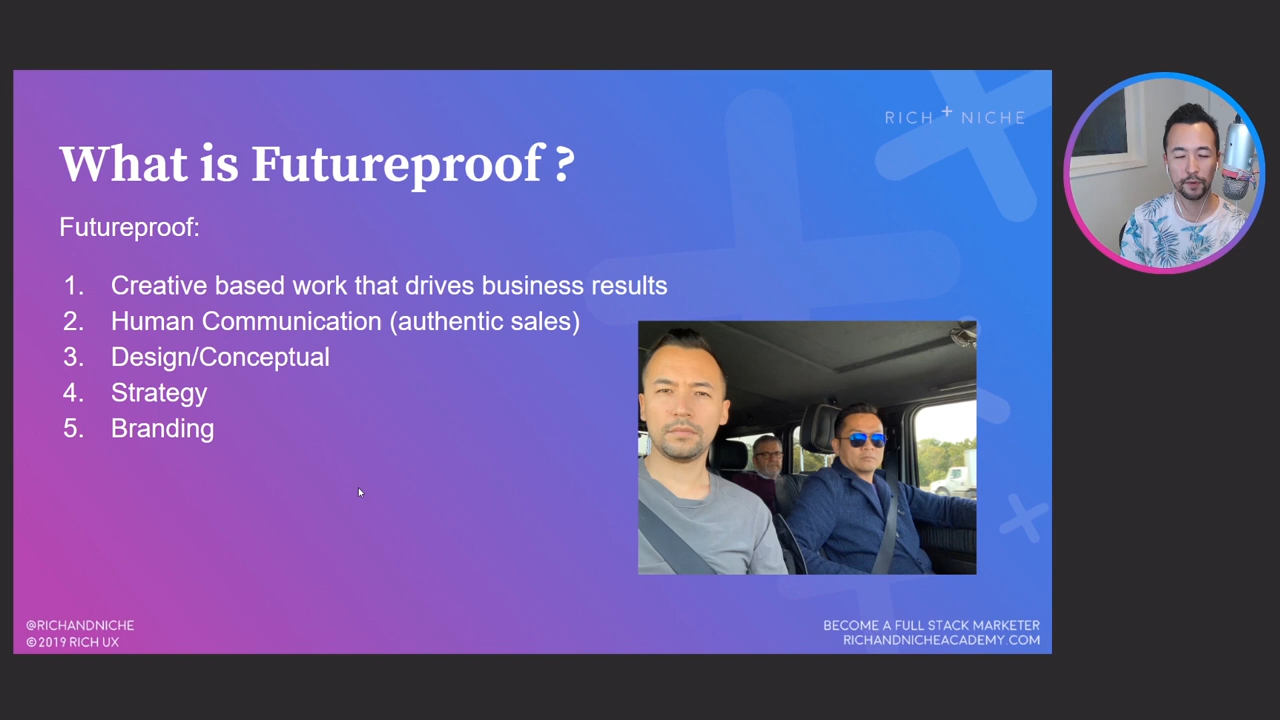 RICH + NICHE
What is Futureproof ?
Futureproof:
1. Creative based work that drives business results
2. Human Communication (authentic sales)
3. Design/Conceptual
4. Strategy
5. Branding
@RICHANDNICHE
©2019 RICH UX
BECOME A FULL STACK MARKETER
RICHANDNICHEACADEMY.COM